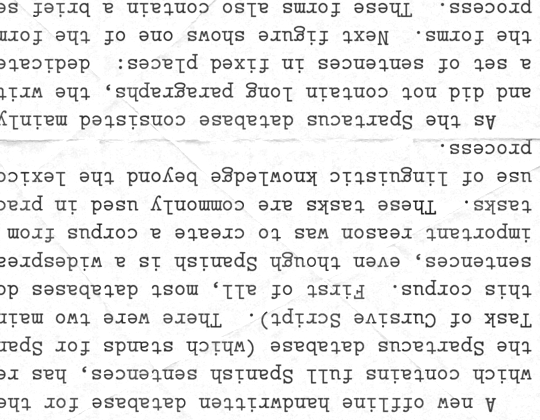 A new offline handwritten database for the
which contains full Spanish sentences, has re
the Spartacus database (which stands for Spar
Task of Cursive Script). There were two main
this corpus. First of all, most databases do
sentences, even though Spanish is a widesprea
important reason was to create a corpus from
tasks. These tasks are commonly used in prac
use of linguistic knowledge beyond the lexic
process.
As the Spartacus database consisted mainly
and did not contain long paragraphs, the writ
a set of sentences in fixed places: dedicate
the forms. Next figure shows one of the form
process. These forms also contain a brief se